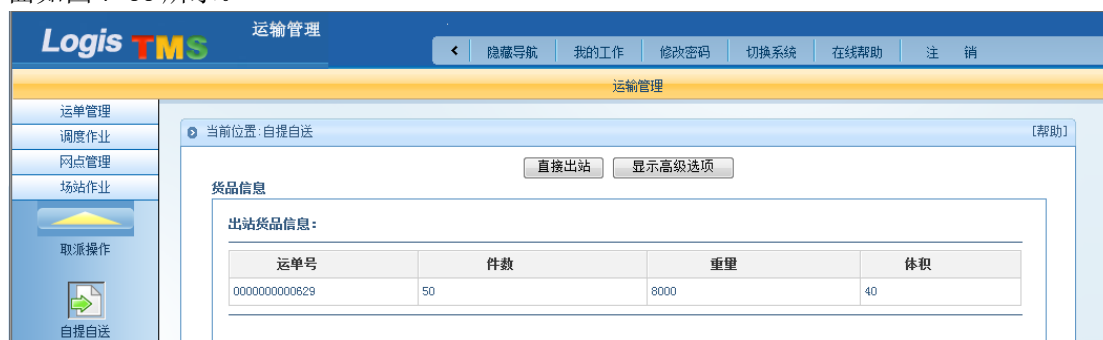 Logis TMS
运输管理
隐藏导航 我的工作 修改密码 切换系统 在线帮助 注 销
运输管理
运单管理
调度作业
网点管理
场站作业
取派操作
自提自送
当前位置:自提自送 [帮助]
直接出站 显示高级选项
货品信息
出站货品信息:
运单号 件数 重量 体积
0000000000629 50 8000 40